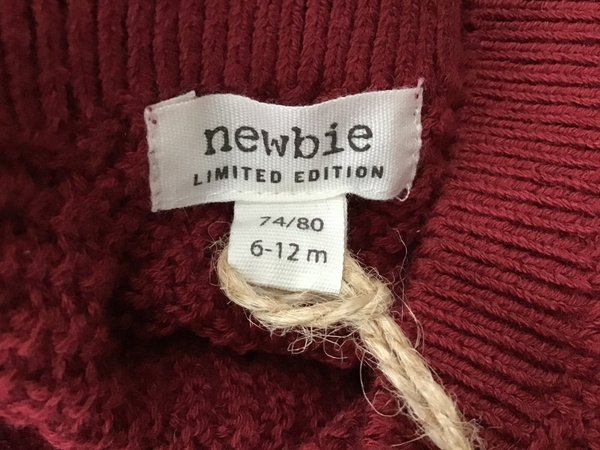 newbie
LIMITED EDITION
74/80
6-12 m